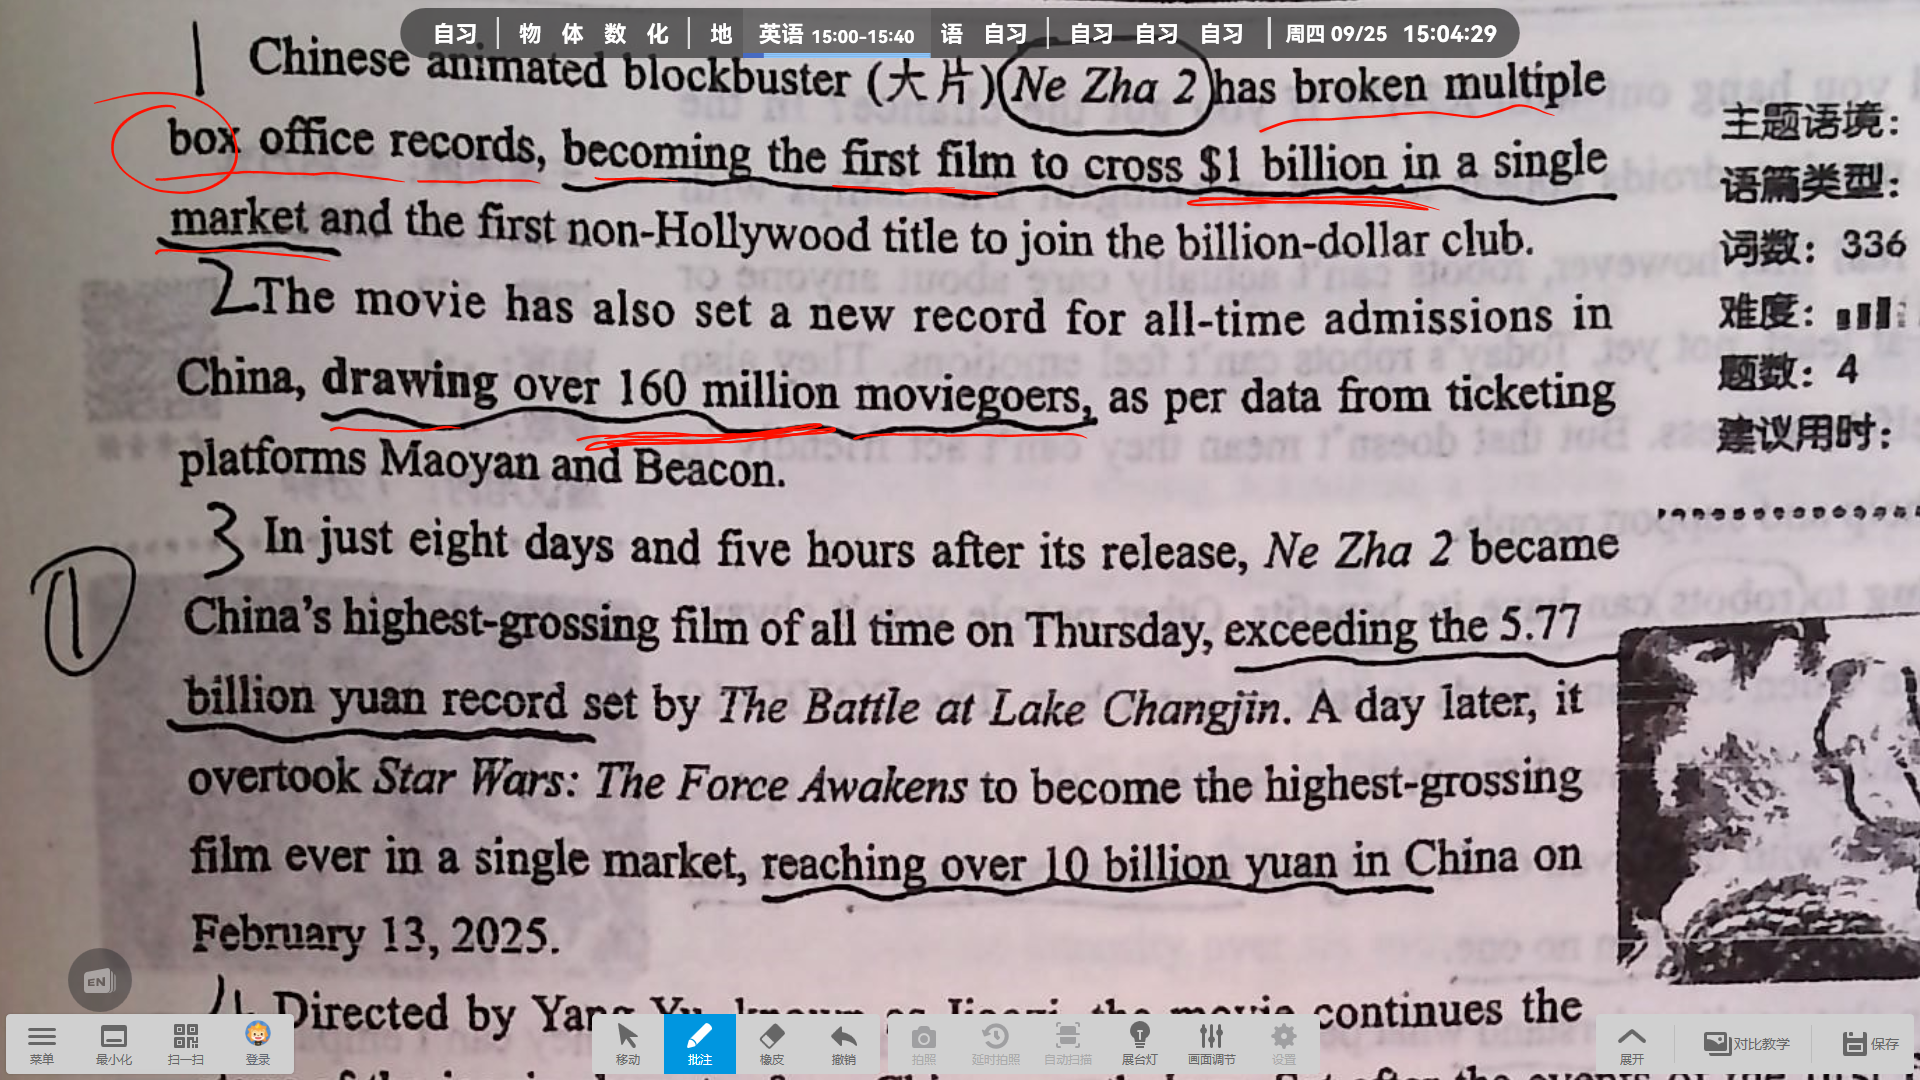 自习 | 物 体 数 化 | 地 英语 15:00-15:40 语 自习 | 自习 自习 自习 | 周四 09/25 15:04:29
1 Chinese animated blockbuster (大片) Ne Zha 2 has broken multiple
box office records, becoming the first film to cross $1 billion in a single
market and the first non-Hollywood title to join the billion-dollar club.
2 The movie has also set a new record for all-time admissions in
China, drawing over 160 million moviegoers, as per data from ticketing
platforms Maoyan and Beacon.
3 In just eight days and five hours after its release, Ne Zha 2 became
① China's highest-grossing film of all time on Thursday, exceeding the 5.77
billion yuan record set by The Battle at Lake Changjin. A day later, it
overtook Star Wars: The Force Awakens to become the highest-grossing
film ever in a single market, reaching over 10 billion yuan in China on
February 13, 2025.
4 Directed by Yang Yu, known as Jiaozi, the movie continues the
主题语境:
语篇类型:
词数: 336
难度:
题数: 4
建议用时:
EN
菜单 最小化 扫一扫 登录
移动 批注 橡皮 撤销 拍照 延时拍照 自动扫描 展台灯 画面调节 设置
展开 对比教学 保存